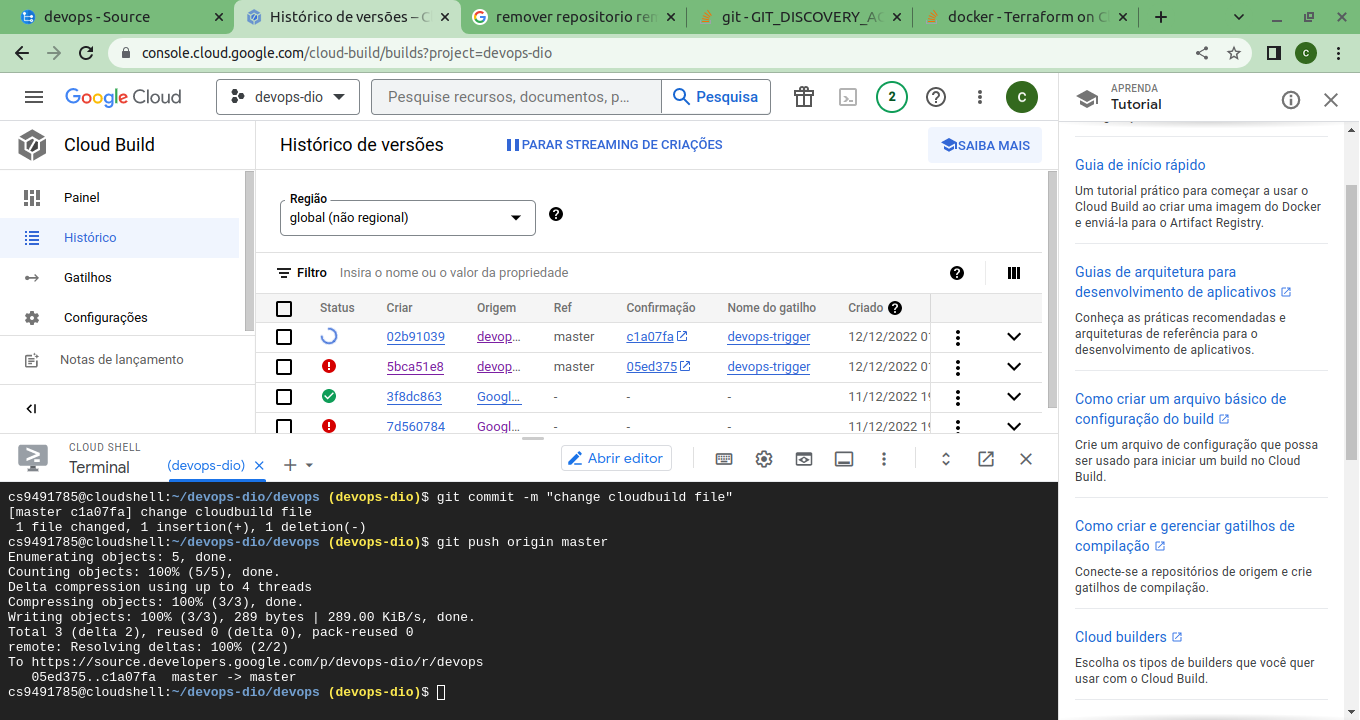 devops - Source
Histórico de versões – C
remover repositorio rem
git - GIT_DISCOVERY_AC
docker - Terraform on C
console.cloud.google.com/cloud-build/builds?project=devops-dio
C
Google Cloud
devops-dio
Pesquise recursos, documentos, p…
Pesquisa
2
C
APRENDA
Tutorial
Cloud Build
Painel
Histórico
Gatilhos
Configurações
Notas de lançamento
Histórico de versões
PARAR STREAMING DE CRIAÇÕES
SAIBA MAIS
Região
global (não regional)
Filtro
Insira o nome ou o valor da propriedade
Status Criar Origem Ref Confirmação Nome do gatilho Criado
02b91039 devop… master c1a07fa devops-trigger 12/12/2022 01
5bca51e8 devop… master 05ed375 devops-trigger 12/12/2022 01
3f8dc863 Googl… - - - 11/12/2022 19
7d560784 Googl… - - - 11/12/2022 19
Guia de início rápido
Um tutorial prático para começar a usar o
Cloud Build ao criar uma imagem do Docker
e enviá-la para o Artifact Registry.
Guias de arquitetura para
desenvolvimento de aplicativos
Conheça as práticas recomendadas e
arquiteturas de referência para o
desenvolvimento de aplicativos.
Como criar um arquivo básico de
configuração do build
Crie um arquivo de configuração que possa
ser usado para iniciar um build no Cloud
Build.
Como criar e gerenciar gatilhos de
compilação
Conecte-se a repositórios de origem e crie
gatilhos de compilação.
Cloud builders
Escolha os tipos de builders que você quer
usar com o Cloud Build.
CLOUD SHELL
Terminal
(devops-dio)
Abrir editor
cs9491785@cloudshell:~/devops-dio/devops (devops-dio)$ git commit -m "change cloudbuild file"
[master c1a07fa] change cloudbuild file
1 file changed, 1 insertion(+), 1 deletion(-)
cs9491785@cloudshell:~/devops-dio/devops (devops-dio)$ git push origin master
Enumerating objects: 5, done.
Counting objects: 100% (5/5), done.
Delta compression using up to 4 threads
Compressing objects: 100% (3/3), done.
Writing objects: 100% (3/3), 289 bytes | 289.00 KiB/s, done.
Total 3 (delta 2), reused 0 (delta 0), pack-reused 0
remote: Resolving deltas: 100% (2/2)
To https://source.developers.google.com/p/devops-dio/r/devops
05ed375..c1a07fa  master -> master
cs9491785@cloudshell:~/devops-dio/devops (devops-dio)$